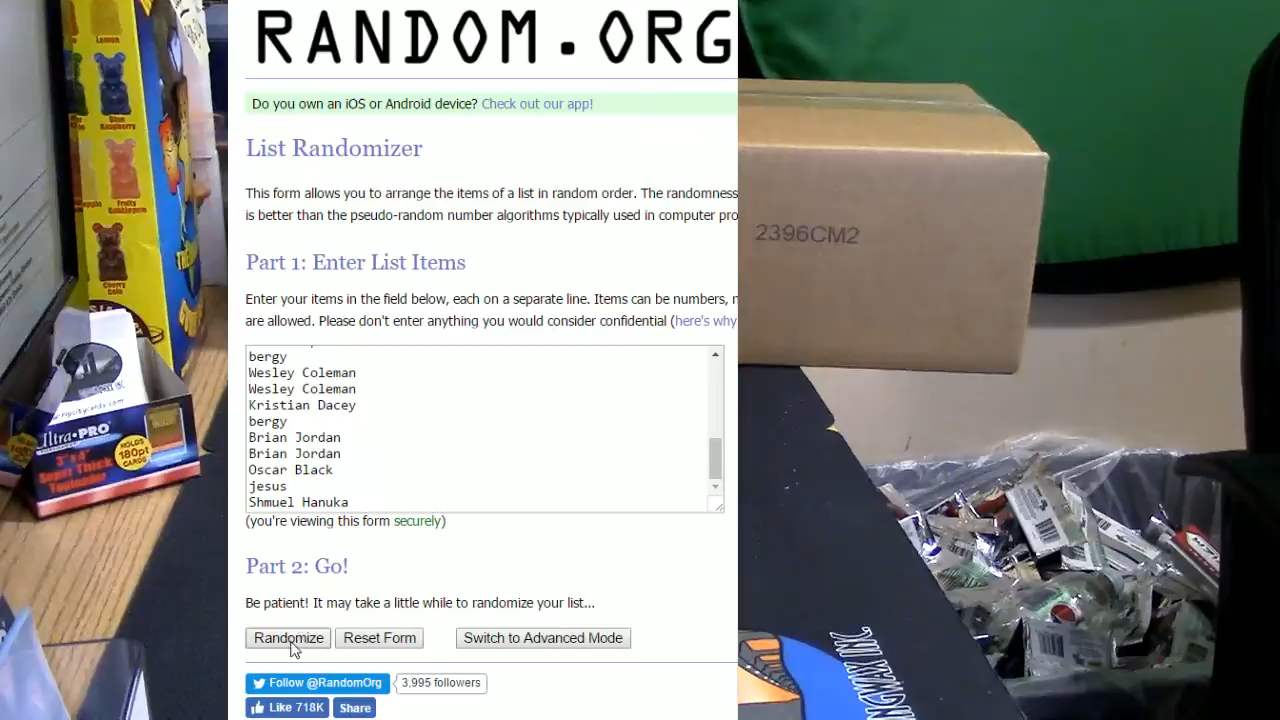 RANDOM.ORG
Do you own an iOS or Android device? Check out our app!
List Randomizer
This form allows you to arrange the items of a list in random order. The randomness
is better than the pseudo-random number algorithms typically used in computer pro
Part 1: Enter List Items
Enter your items in the field below, each on a separate line. Items can be numbers, n
are allowed. Please don't enter anything you would consider confidential (here's why
bergy
Wesley Coleman
Wesley Coleman
Kristian Dacey
bergy
Brian Jordan
Brian Jordan
Oscar Black
jesus
Shmuel Hanuka
(you're viewing this form securely)
Part 2: Go!
Be patient! It may take a little while to randomize your list...
Randomize
Reset Form
Switch to Advanced Mode
Follow @RandomOrg
3,995 followers
Like 718K
Share
Lemon
Blue
Raspberry
Fruity
Bubblegum
Cherry
Cola
Ultra•PRO
3" x 4"
Super Thick
Toploader
HOLDS
180pt
CARDS
2396CM2
INGWAX INC